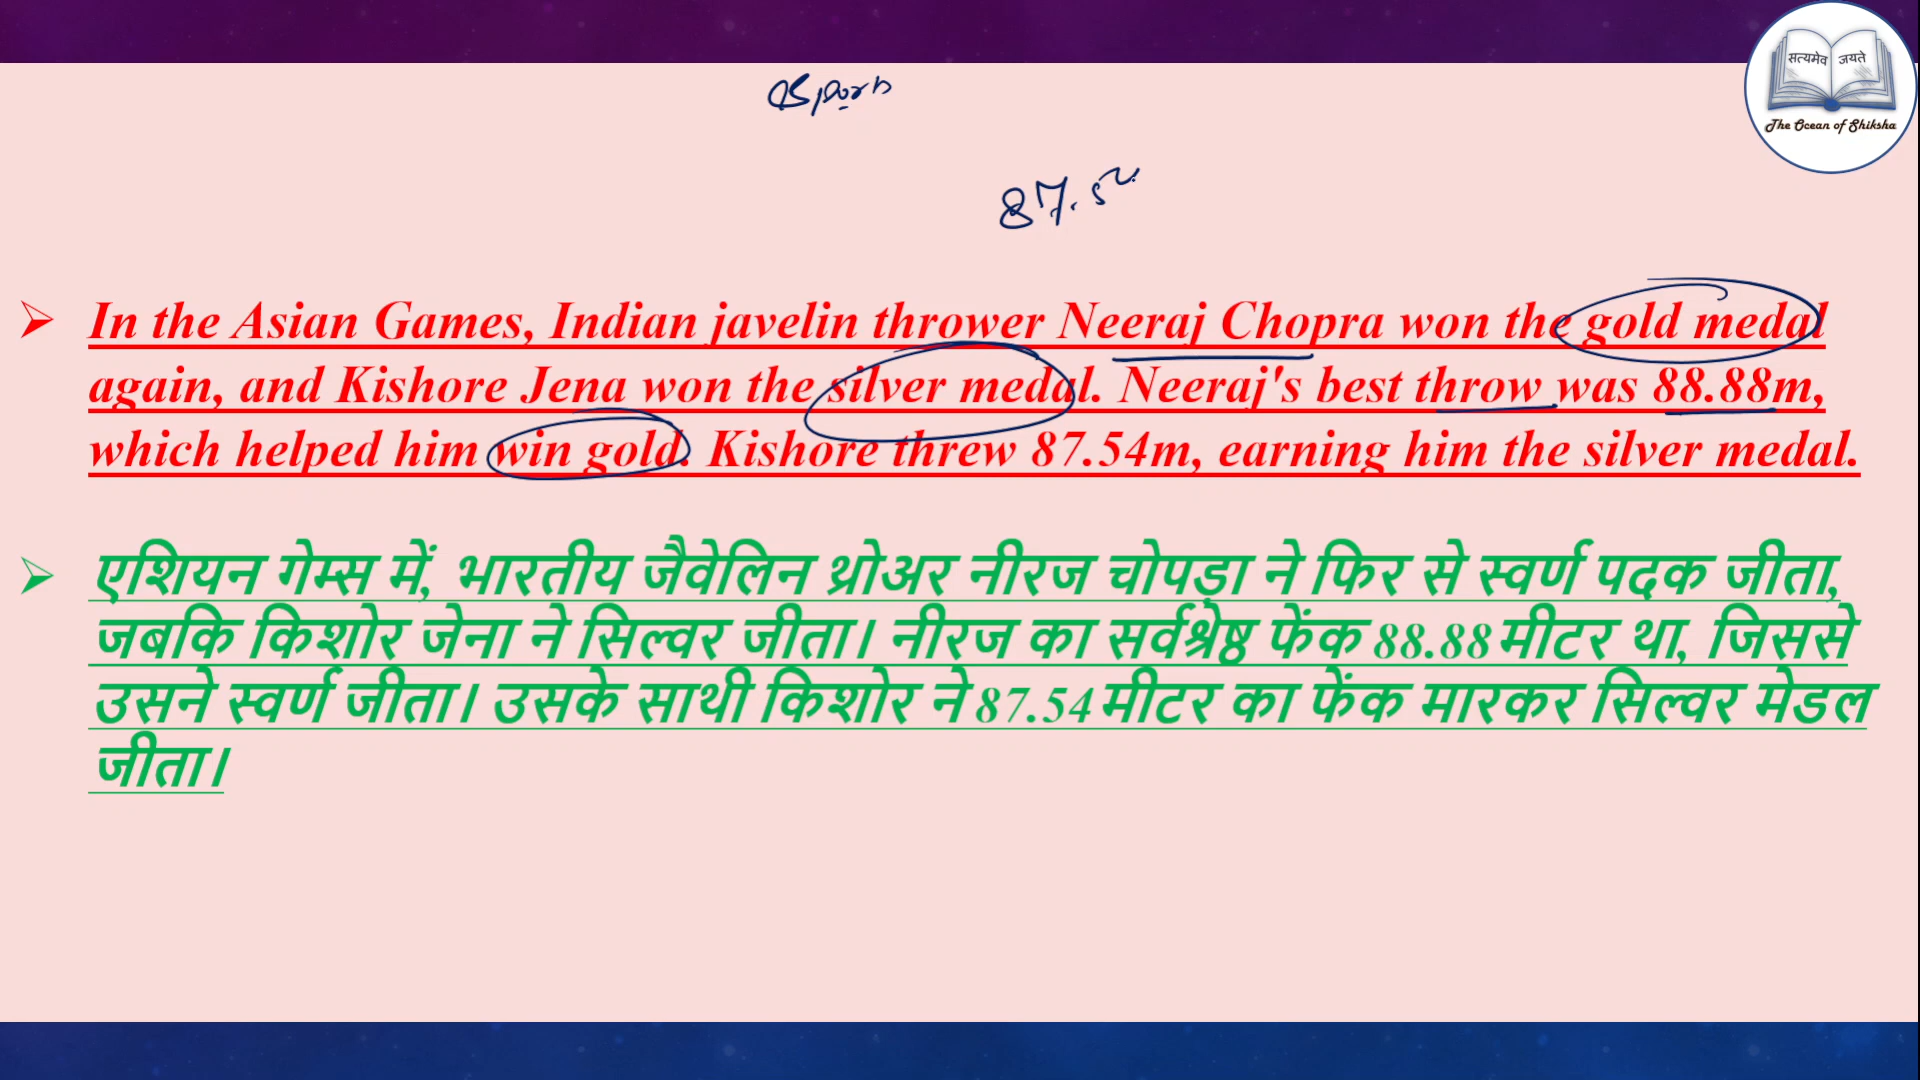 सत्यमेव जयते
The Ocean of Shiksha
Sports
87.5
In the Asian Games, Indian javelin thrower Neeraj Chopra won the gold medal
again, and Kishore Jena won the silver medal. Neeraj's best throw was 88.88m,
which helped him win gold. Kishore threw 87.54m, earning him the silver medal.
एशियन गेम्स में, भारतीय जैवेलिन थ्रोअर नीरज चोपड़ा ने फिर से स्वर्ण पदक जीता,
जबकि किशोर जेना ने सिल्वर जीता। नीरज का सर्वश्रेष्ठ फेंक 88.88 मीटर था, जिससे
उसने स्वर्ण जीता। उसके साथी किशोर ने 87.54 मीटर का फेंक मारकर सिल्वर मेडल
जीता।